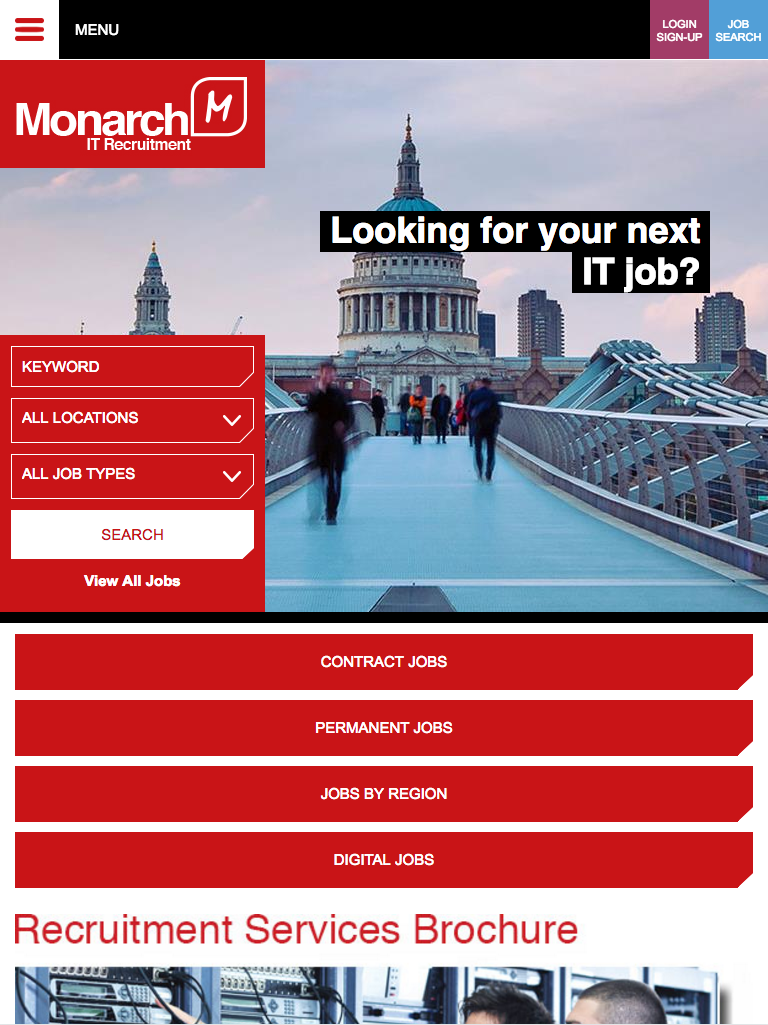 MENU
LOGIN
SIGN-UP
JOB
SEARCH
Monarch
M
IT Recruitment
Looking for your next
IT job?
KEYWORD
ALL LOCATIONS
ALL JOB TYPES
SEARCH
View All Jobs
CONTRACT JOBS
PERMANENT JOBS
JOBS BY REGION
DIGITAL JOBS
Recruitment Services Brochure